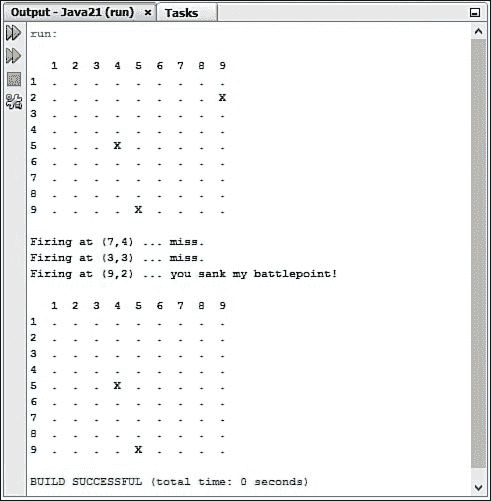 Output - Java21 (run) × Tasks
run:
1 2 3 4 5 6 7 8 9
1 . . . . . . . . .
2 . . . . . . . . X
3 . . . . . . . . .
4 . . . . . . . . .
5 . . . X . . . . .
6 . . . . . . . . .
7 . . . . . . . . .
8 . . . . . . . . .
9 . . . . X . . . .
Firing at (7,4) ... miss.
Firing at (3,3) ... miss.
Firing at (9,2) ... you sank my battlepoint!
1 2 3 4 5 6 7 8 9
1 . . . . . . . . .
2 . . . . . . . . .
3 . . . . . . . . .
4 . . . . . . . . .
5 . . . X . . . . .
6 . . . . . . . . .
7 . . . . . . . . .
8 . . . . . . . . .
9 . . . . X . . . .
BUILD SUCCESSFUL (total time: 0 seconds)